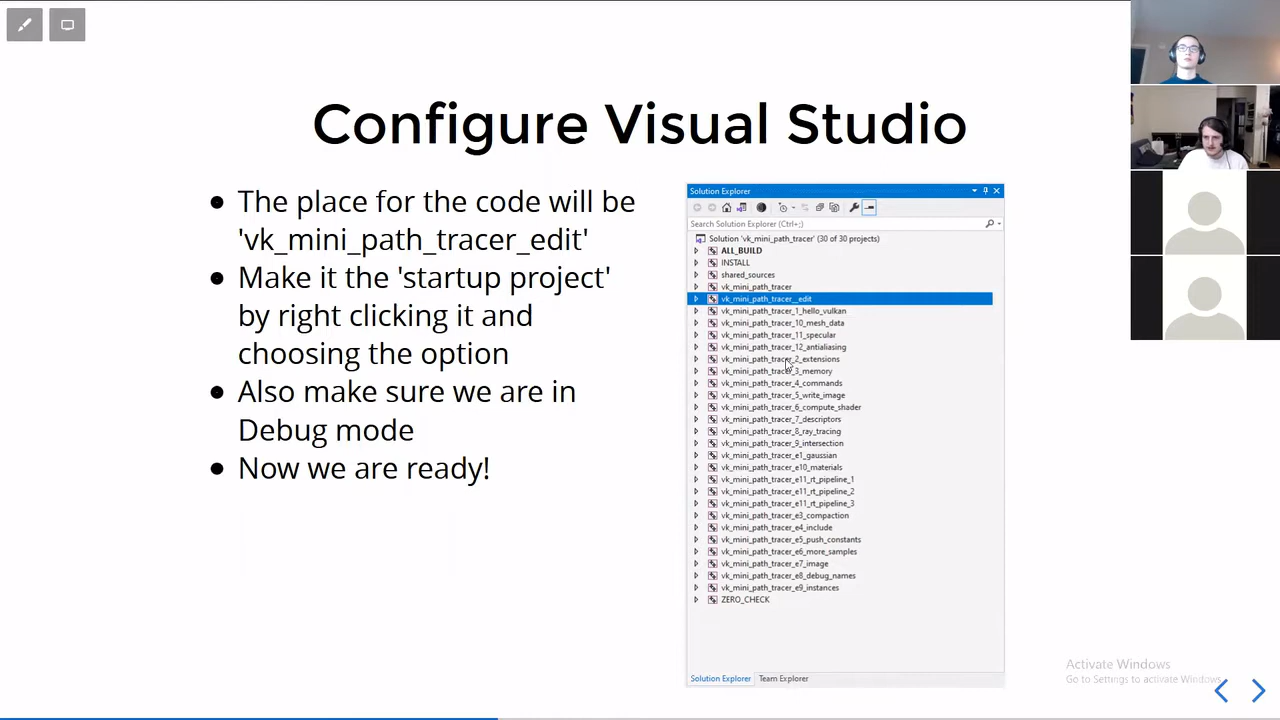 Configure Visual Studio
The place for the code will be
'vk_mini_path_tracer_edit'
Make it the 'startup project'
by right clicking it and
choosing the option
Also make sure we are in
Debug mode
Now we are ready!
Solution Explorer
Search Solution Explorer (Ctrl+;)
Solution 'vk_mini_path_tracer' (30 of 30 projects)
ALL_BUILD
INSTALL
shared_sources
vk_mini_path_tracer
vk_mini_path_tracer__edit
vk_mini_path_tracer_1_hello_vulkan
vk_mini_path_tracer_10_mesh_data
vk_mini_path_tracer_11_specular
vk_mini_path_tracer_12_antialiasing
vk_mini_path_tracer_2_extensions
vk_mini_path_tracer_3_memory
vk_mini_path_tracer_4_commands
vk_mini_path_tracer_5_write_image
vk_mini_path_tracer_6_compute_shader
vk_mini_path_tracer_7_descriptors
vk_mini_path_tracer_8_ray_tracing
vk_mini_path_tracer_9_intersection
vk_mini_path_tracer_e1_gaussian
vk_mini_path_tracer_e10_materials
vk_mini_path_tracer_e11_rt_pipeline_1
vk_mini_path_tracer_e11_rt_pipeline_2
vk_mini_path_tracer_e11_rt_pipeline_3
vk_mini_path_tracer_e3_compaction
vk_mini_path_tracer_e4_include
vk_mini_path_tracer_e5_push_constants
vk_mini_path_tracer_e6_more_samples
vk_mini_path_tracer_e7_image
vk_mini_path_tracer_e8_debug_names
vk_mini_path_tracer_e9_instances
ZERO_CHECK
Solution Explorer Team Explorer
Activate Windows
Go to Settings to activate Windows.